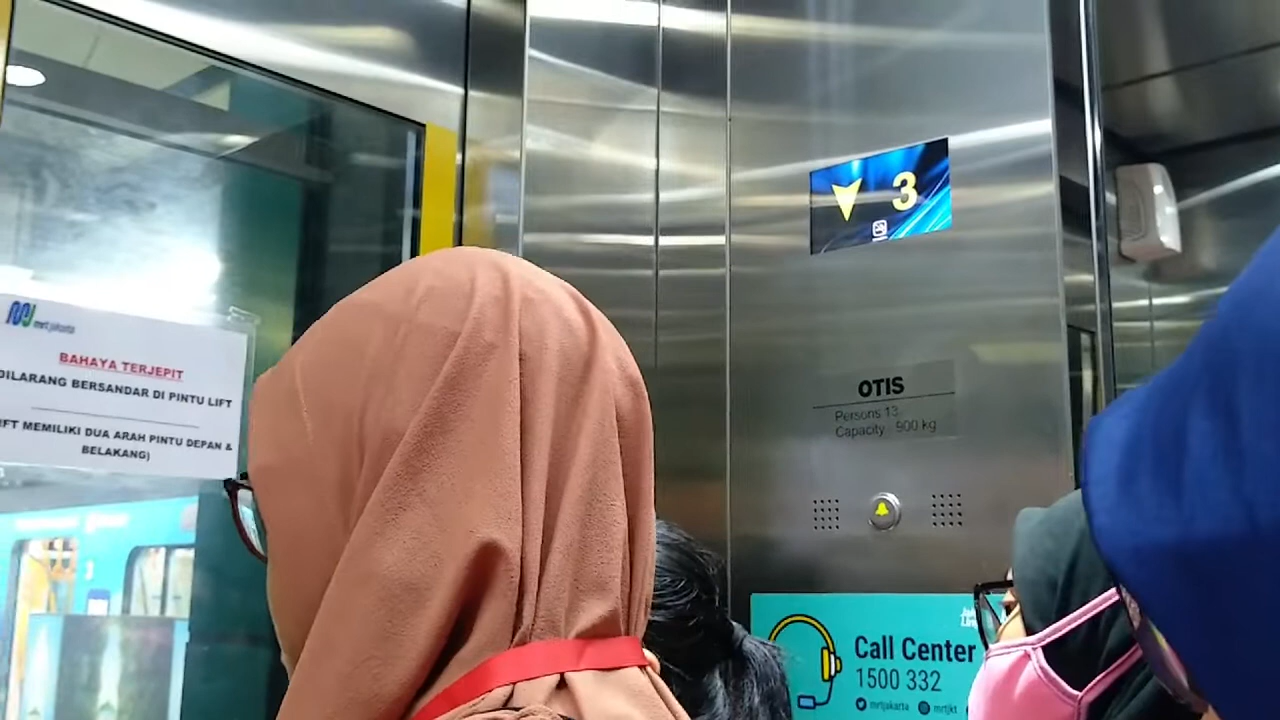 mrt jakarta
BAHAYA TERJEPIT
DILARANG BERSANDAR DI PINTU LIFT
IFT MEMILIKI DUA ARAH PINTU DEPAN &
BELAKANG)
3
OTIS
Persons 13
Capacity 900 kg
Call Center
1500 332
mrtjakarta mrtjkt